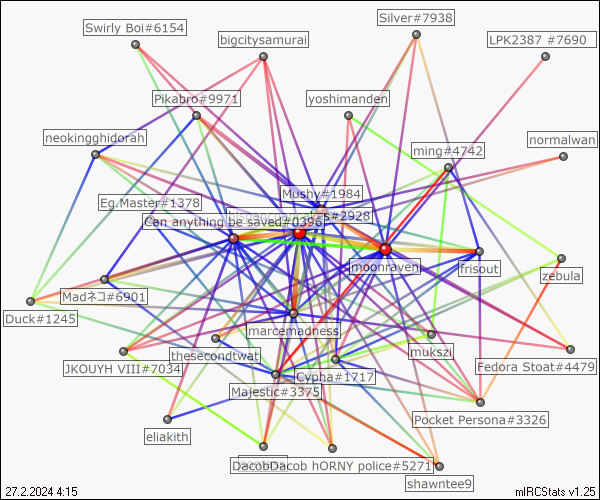 Silver#7938
Swirly Boi#6154
bigcitysamurai
LPK2387 #7690
Pikabro#9971
yoshimanden
neokingghidorah
ming#4742
normalwan
Mushy#1984
Eg.Master#1378
s#2928
Can anything be saved#0396
moonraven
frisout
zebula
Madネコ#6901
Duck#1245
marcemadness
thesecondtwat
mukszi
JKOUYH VIII#7034
Fedora Stoat#4479
Cypha#1717
Majestic#3375
Pocket Persona#3326
eliakith
DacobDacob hORNY police#5271
shawntee9
27.2.2024 4:15
mIRCStats v1.25